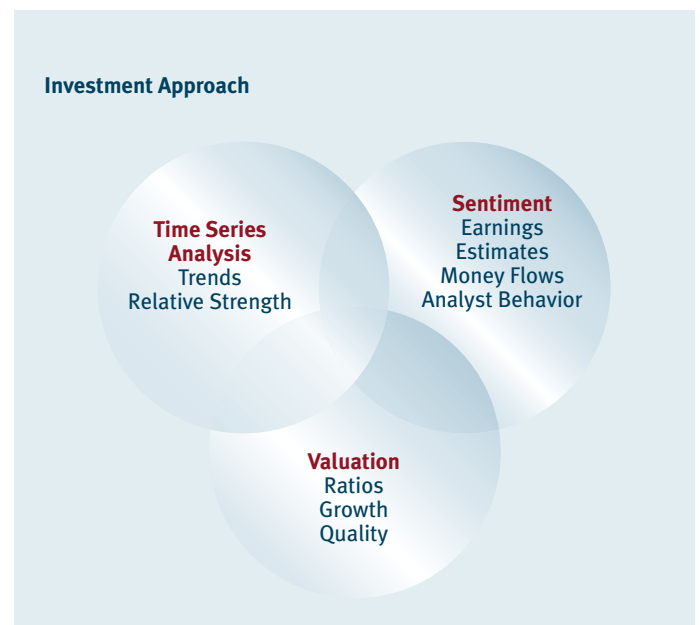 Investment Approach
Time Series
Analysis
Trends
Relative Strength
Sentiment
Earnings
Estimates
Money Flows
Analyst Behavior
Valuation
Ratios
Growth
Quality